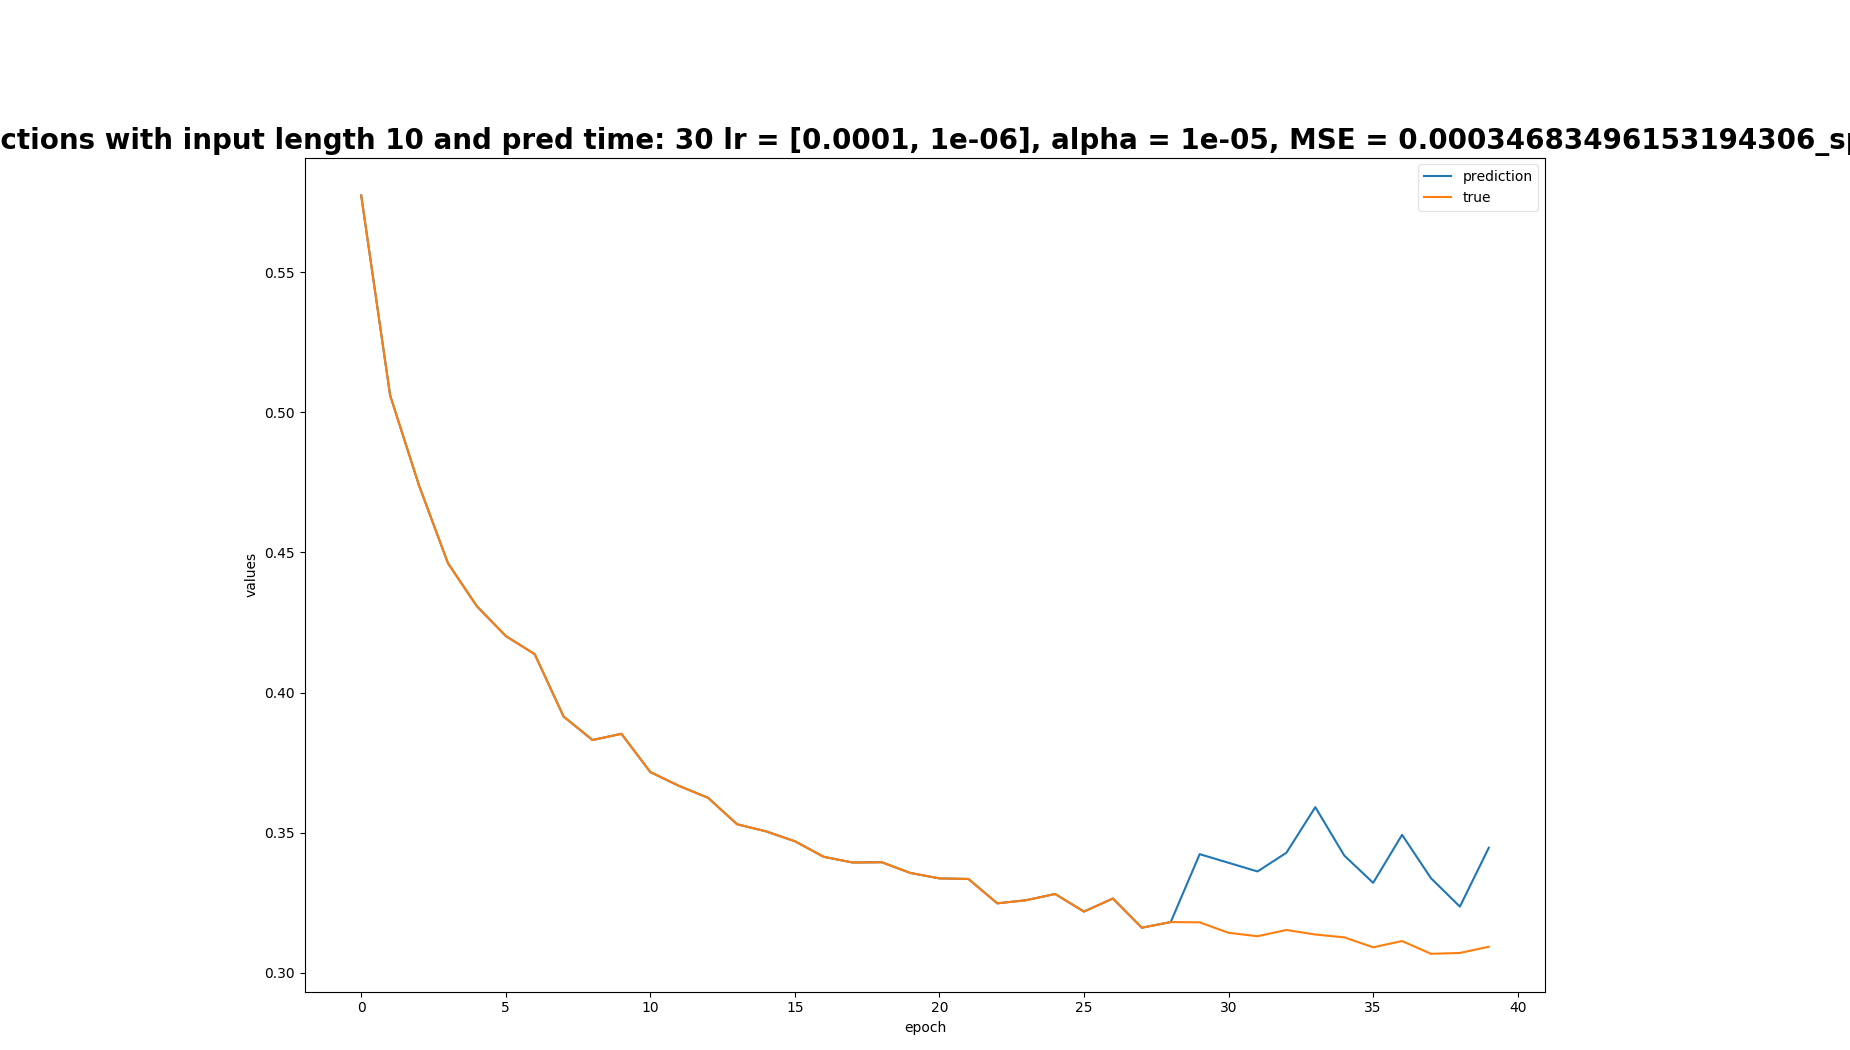 ctions with input length 10 and pred time: 30 lr = [0.0001, 1e-06], alpha = 1e-05, MSE = 0.00034683496153194306_sp
prediction
true
0.55
0.50
0.45
0.40
0.35
0.30
values
0 5 10 15 20 25 30 35 40
epoch